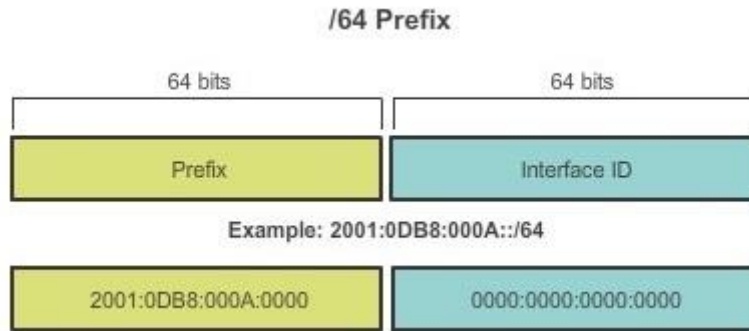 /64 Prefix
64 bits 64 bits
Prefix Interface ID
Example: 2001:0DB8:000A::/64
2001:0DB8:000A:0000 0000:0000:0000:0000